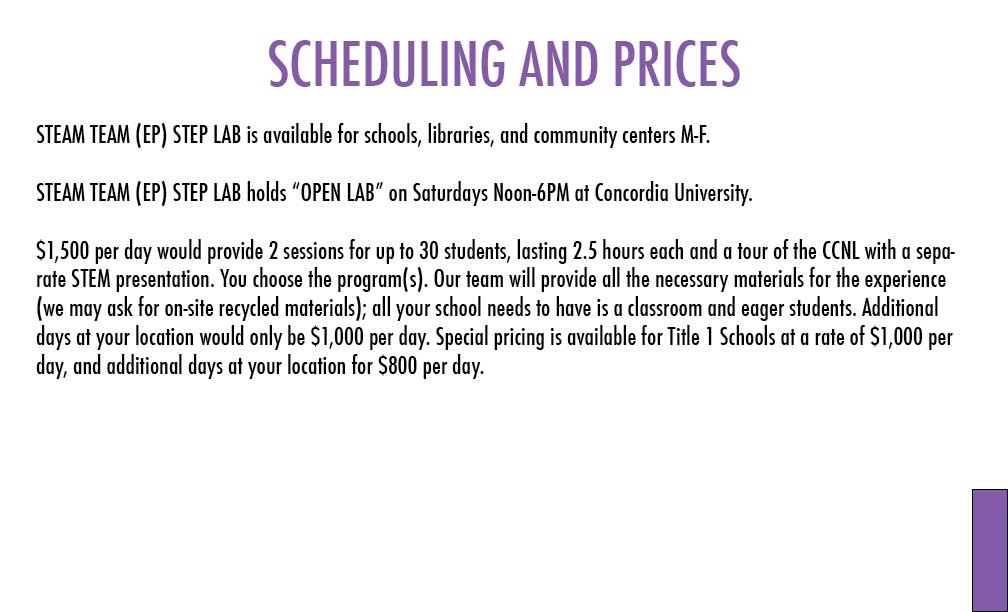 SCHEDULING AND PRICES
STEAM TEAM (EP) STEP LAB is available for schools, libraries, and community centers M-F.
STEAM TEAM (EP) STEP LAB holds “OPEN LAB” on Saturdays Noon-6PM at Concordia University.
$1,500 per day would provide 2 sessions for up to 30 students, lasting 2.5 hours each and a tour of the CCNL with a sepa-
rate STEM presentation. You choose the program(s). Our team will provide all the necessary materials for the experience
(we may ask for on-site recycled materials); all your school needs to have is a classroom and eager students. Additional
days at your location would only be $1,000 per day. Special pricing is available for Title 1 Schools at a rate of $1,000 per
day, and additional days at your location for $800 per day.